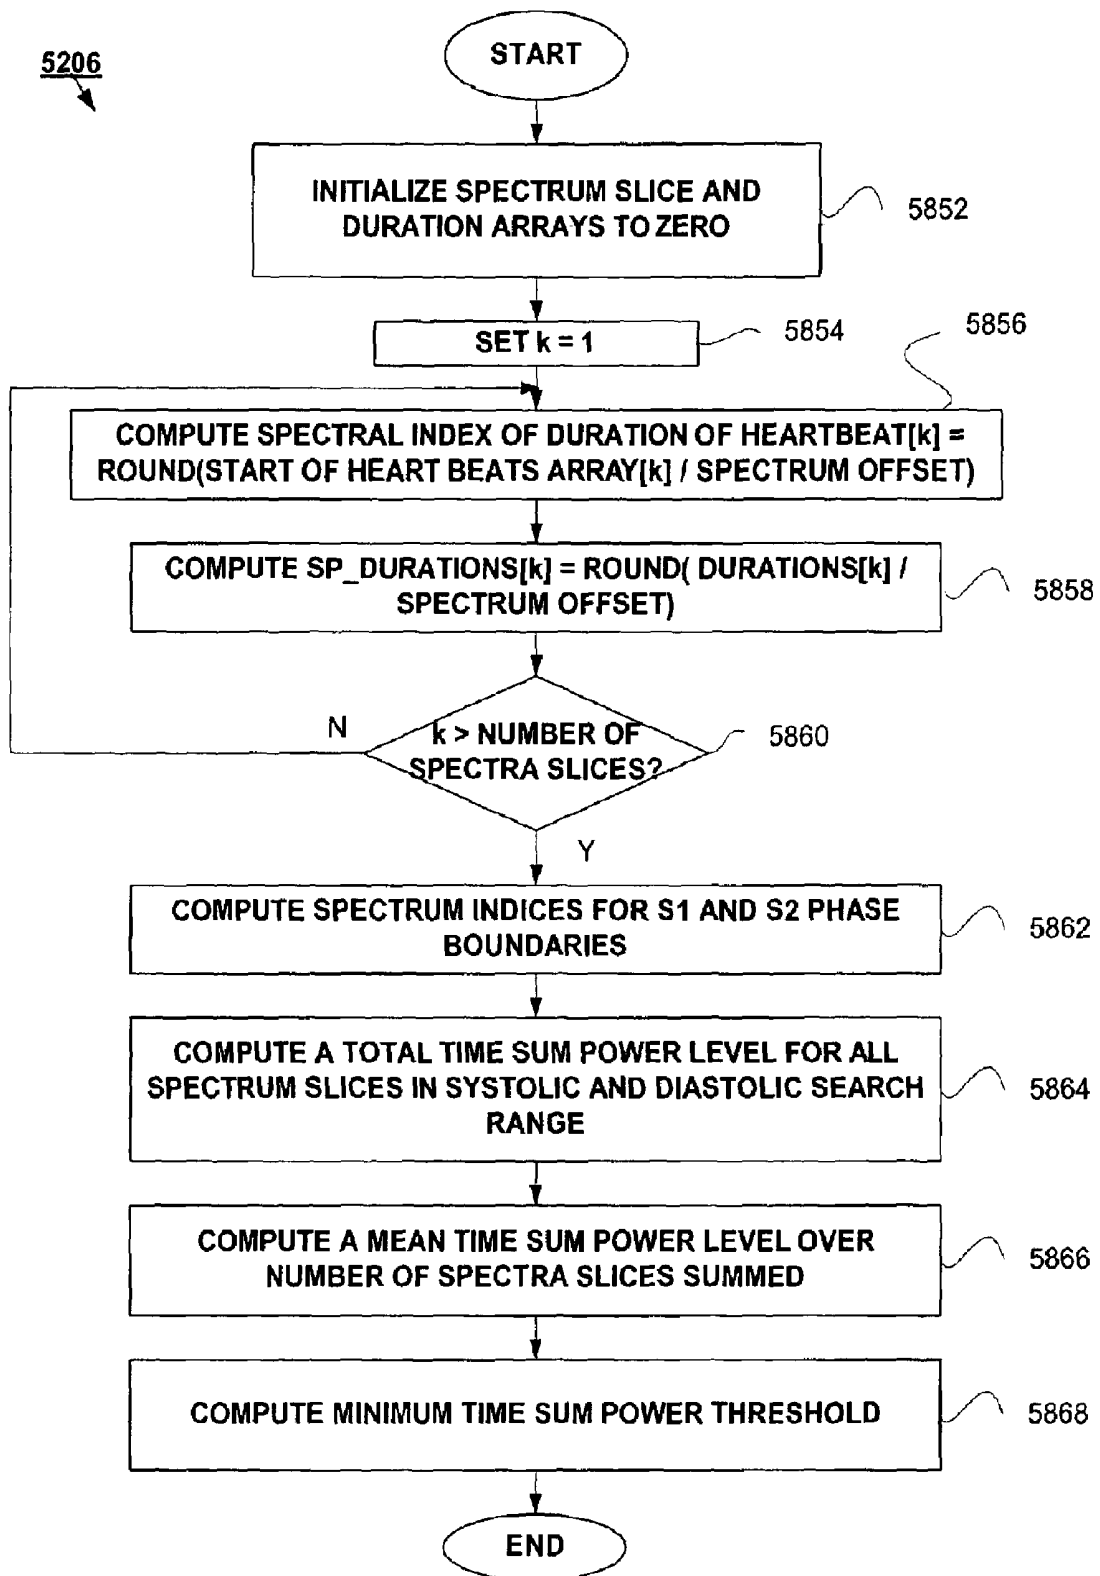 5206
START
INITIALIZE SPECTRUM SLICE AND
DURATION ARRAYS TO ZERO
5852
SET k = 1
5854
5856
COMPUTE SPECTRAL INDEX OF DURATION OF HEARTBEAT[k] =
ROUND(START OF HEART BEATS ARRAY[k] / SPECTRUM OFFSET)
COMPUTE SP_DURATIONS[k] = ROUND( DURATIONS[k] /
SPECTRUM OFFSET)
5858
N
k > NUMBER OF
SPECTRA SLICES?
5860
Y
COMPUTE SPECTRUM INDICES FOR S1 AND S2 PHASE
BOUNDARIES
5862
COMPUTE A TOTAL TIME SUM POWER LEVEL FOR ALL
SPECTRUM SLICES IN SYSTOLIC AND DIASTOLIC SEARCH
RANGE
5864
COMPUTE A MEAN TIME SUM POWER LEVEL OVER
NUMBER OF SPECTRA SLICES SUMMED
5866
COMPUTE MINIMUM TIME SUM POWER THRESHOLD
5868
END